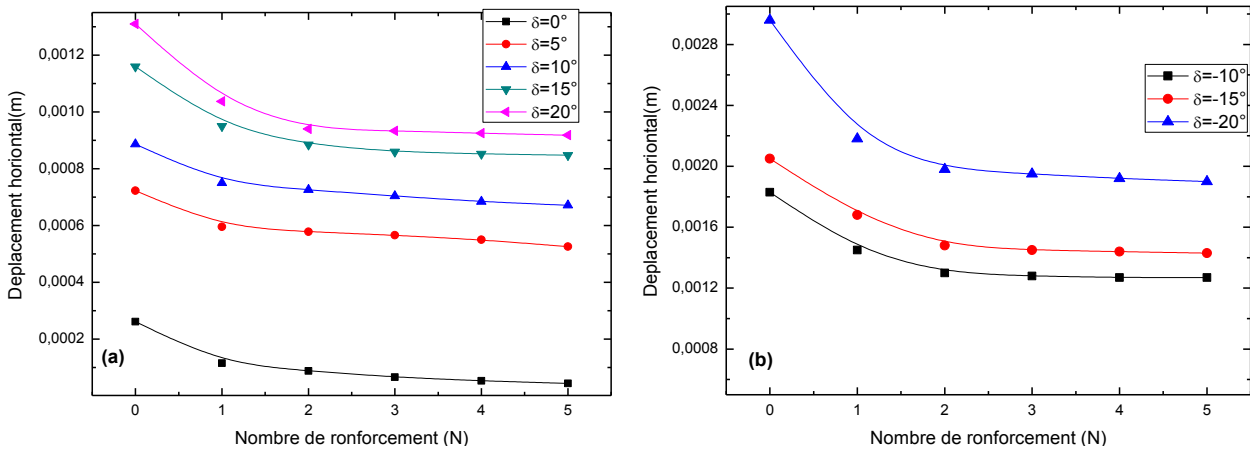 δ=0°
δ=5°
δ=10°
δ=15°
δ=20°
0,0012
0,0010
0,0008
0,0006
0,0004
0,0002
Deplacement horiontal(m)
(a)
0 1 2 3 4 5
Nombre de ronforcement (N)
δ=-10°
δ=-15°
δ=-20°
0,0028
0,0024
0,0020
0,0016
0,0012
0,0008
Deplacement horiontal(m)
(b)
0 1 2 3 4 5
Nombre de ronforcement (N)